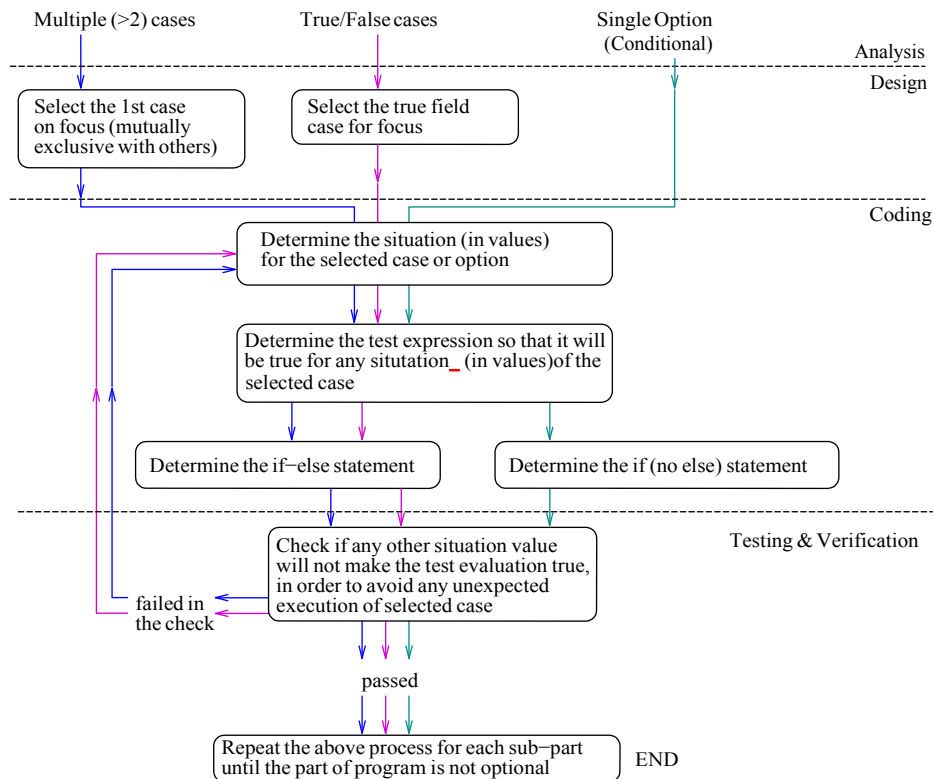 Multiple (>2) cases
True/False cases
Single Option
(Conditional)
Analysis
Design
Select the 1st case
on focus (mutually
exclusive with others)
Select the true field
case for focus
Coding
Determine the situation (in values)
for the selected case or option
Determine the test expression so that it will
be true for any situtation_ (in values)of the
selected case
Determine the if−else statement
Determine the if (no else) statement
Testing & Verification
Check if any other situation value
will not make the test evaluation true,
in order to avoid any unexpected
execution of selected case
failed in
the check
passed
Repeat the above process for each sub−part
until the part of program is not optional
END